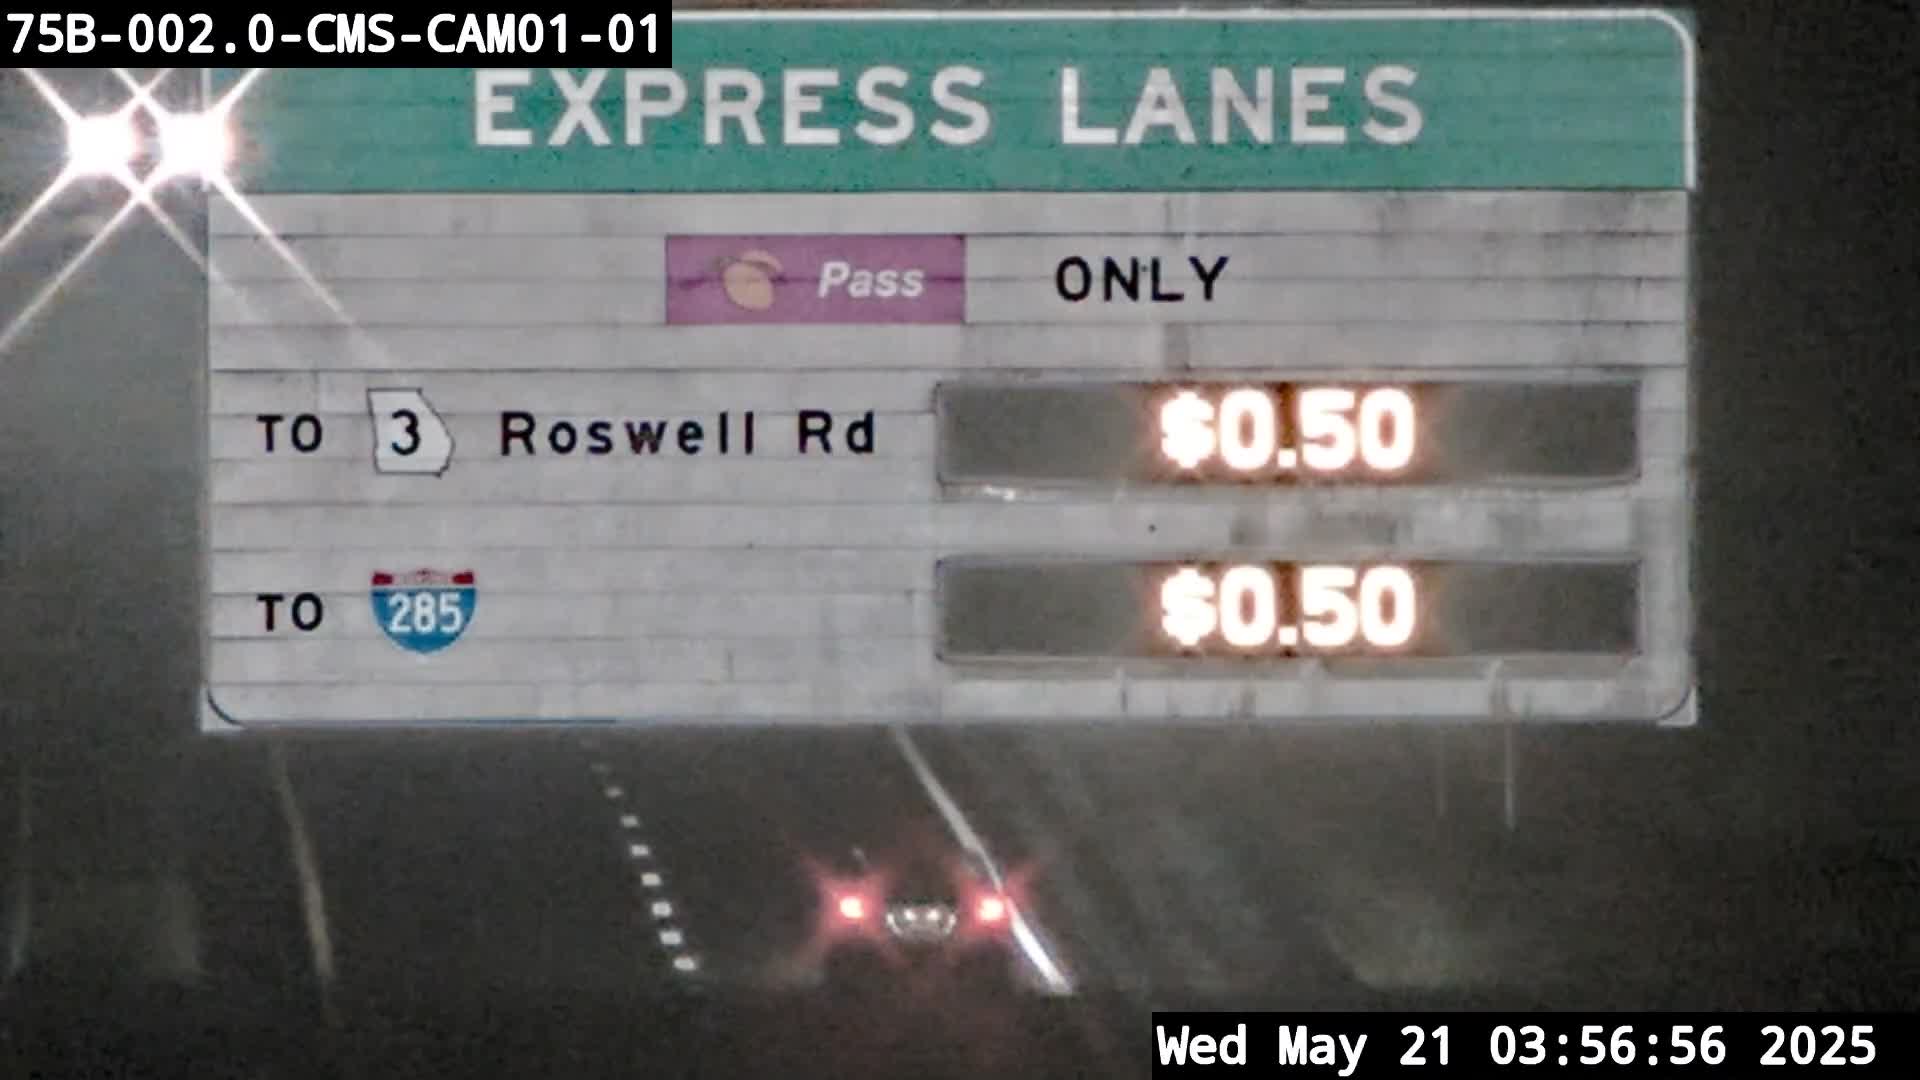 75B-002.0-CMS-CAM01-01
EXPRESS LANES
Pass ONLY
TO 3 Roswell Rd $0.50
TO 285 $0.50
Wed May 21 03:56:56 2025